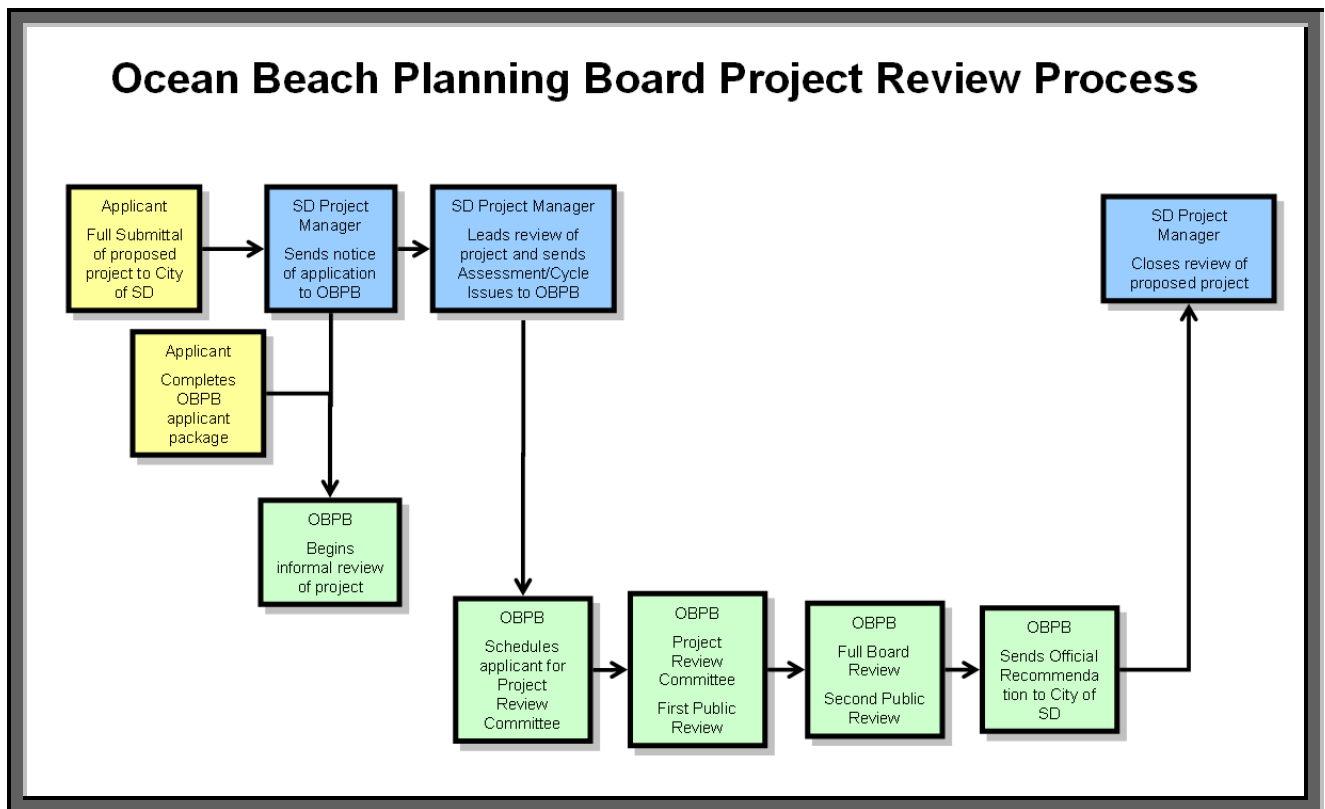 Ocean Beach Planning Board Project Review Process
Applicant
Full Submittal
of proposed
project to City
of SD
SD Project
Manager
Sends notice
of application
to OBPB
SD Project Manager
Leads review of
project and sends
Assessment/Cycle
Issues to OBPB
SD Project
Manager
Closes review of
proposed project
Applicant
Completes
OBPB
applicant
package
OBPB
Begins
informal review
of project
OBPB
Schedules
applicant for
Project
Review
Committee
OBPB
Project
Review
Committee
First Public
Review
OBPB
Full Board
Review
Second Public
Review
OBPB
Sends Official
Recommenda
tion to City of
SD